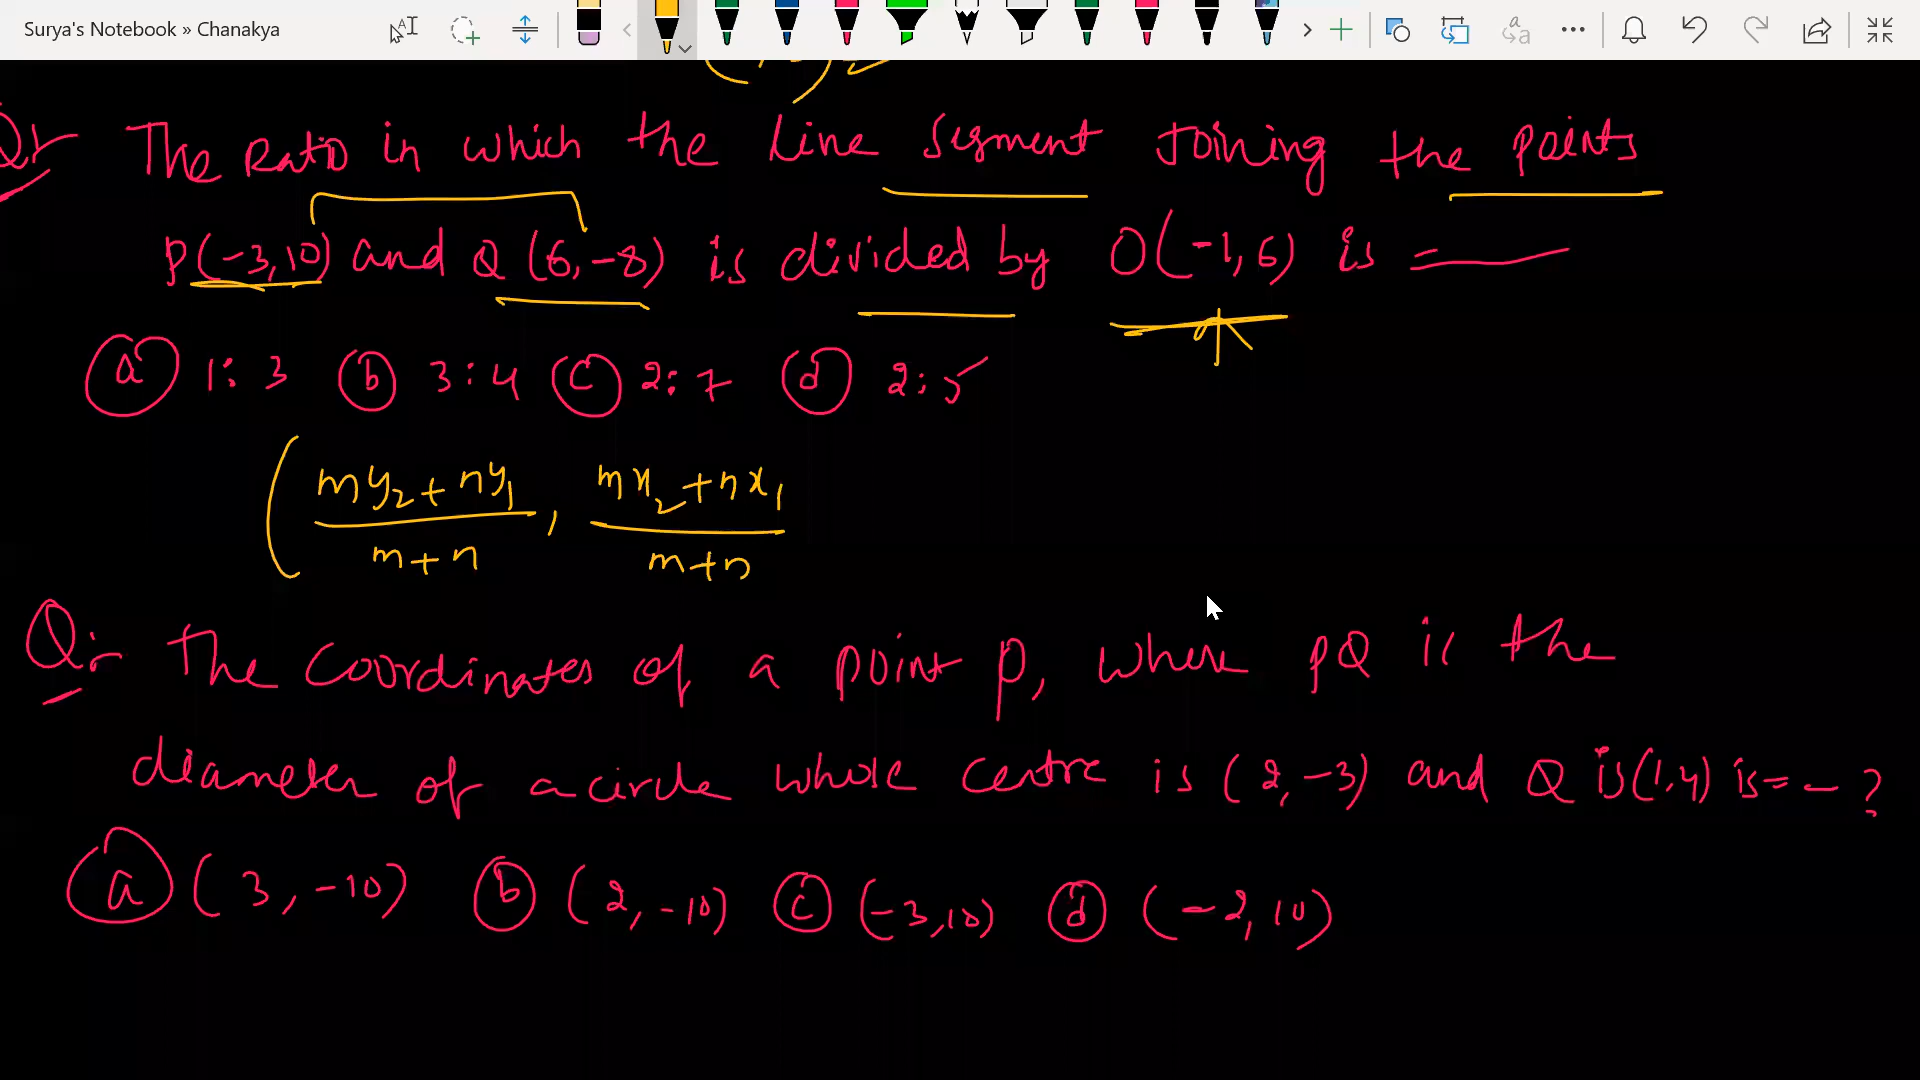 Surya's Notebook » Chanakya
Q:- The Ratio in which the Line Segment Joining the points
P(-3,10) and Q (6,-8) is divided by O(-1,6) is
(a) 1:3 (b) 3:4 (c) 2:7 (d) 2:5
(my₂+ny₁/m+n, mx₂+nx₁/m+n
Q:- The Coordinates of a point P, where PQ is the
diameter of a circle whose centre is (2,-3) and Q is (1,4) is = - ?
(a) (3,-10) (b) (2,-10) (c) (-3,10) (d) (-2,10)